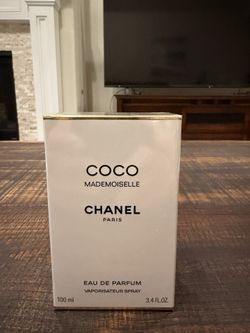 COCO
MADEMOISELLE
CHANEL
PARIS
EAU DE PARFUM
VAPORISATEUR SPRAY
100 ml 3.4 FL.OZ.